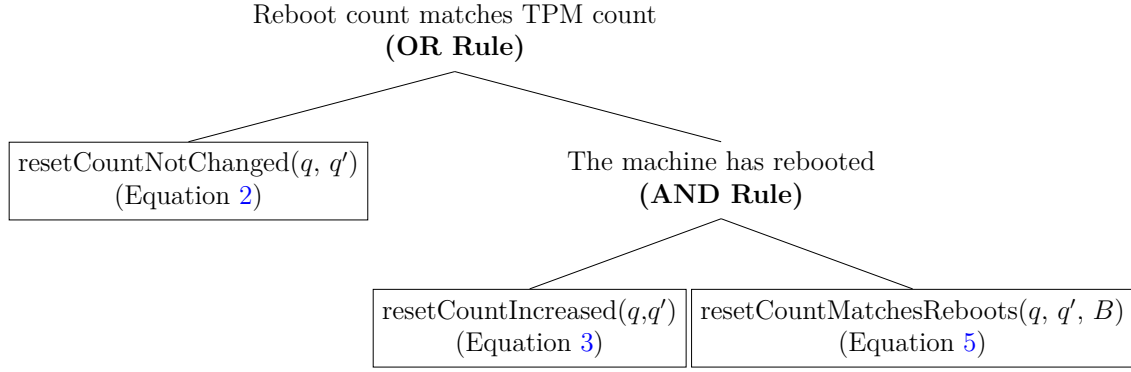 Reboot count matches TPM count
(OR Rule)
resetCountNotChanged(q, q′)
(Equation 2)
The machine has rebooted
(AND Rule)
resetCountIncreased(q,q′)
(Equation 3)
resetCountMatchesReboots(q, q′, B)
(Equation 5)